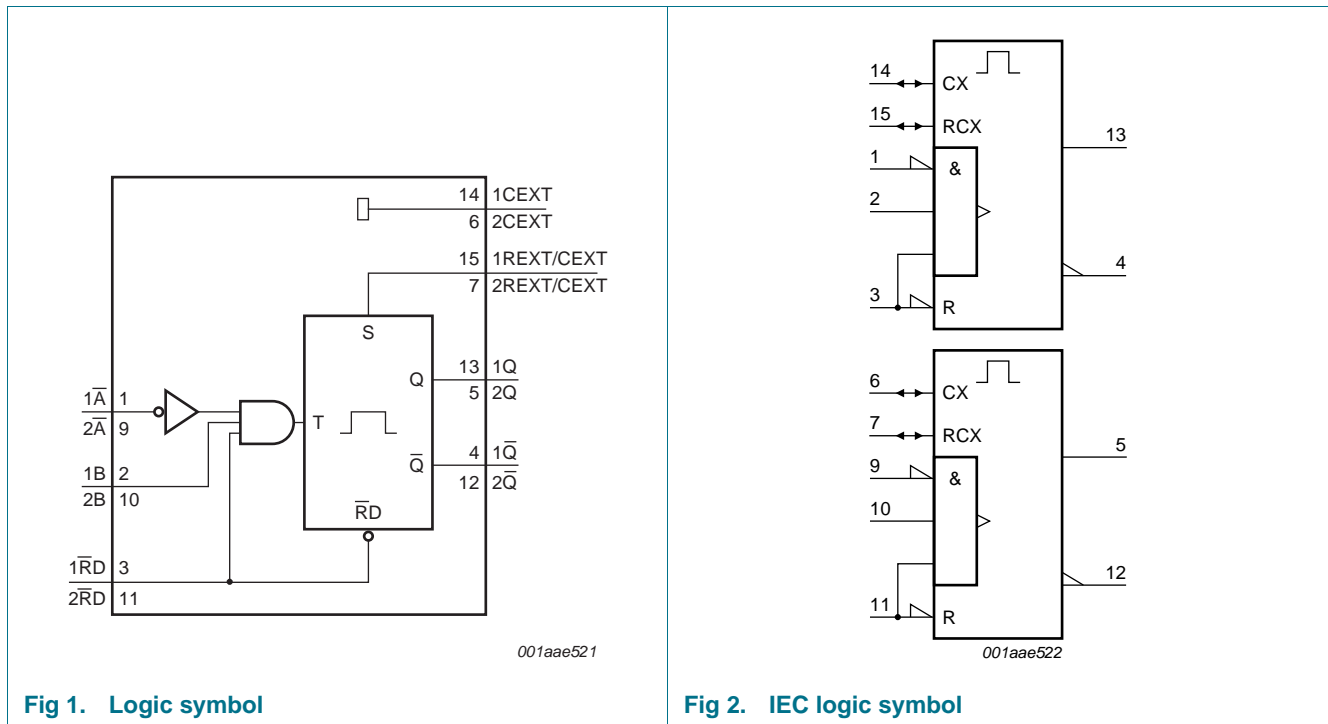 14 1CEXT
6 2CEXT
15 1REXT/CEXT
7 2REXT/CEXT
S
Q 13 1Q
5 2Q
1A̅ 1
2A̅ 9
T
Q̅ 4 1Q̅
12 2Q̅
1B 2
2B 10
R̅D̅
1R̅D̅ 3
2R̅D̅ 11
001aae521
Fig 1. Logic symbol
14 CX
15 RCX
13
1 &
2
4
3 R
6 CX
7 RCX
5
9 &
10
12
11 R
001aae522
Fig 2. IEC logic symbol